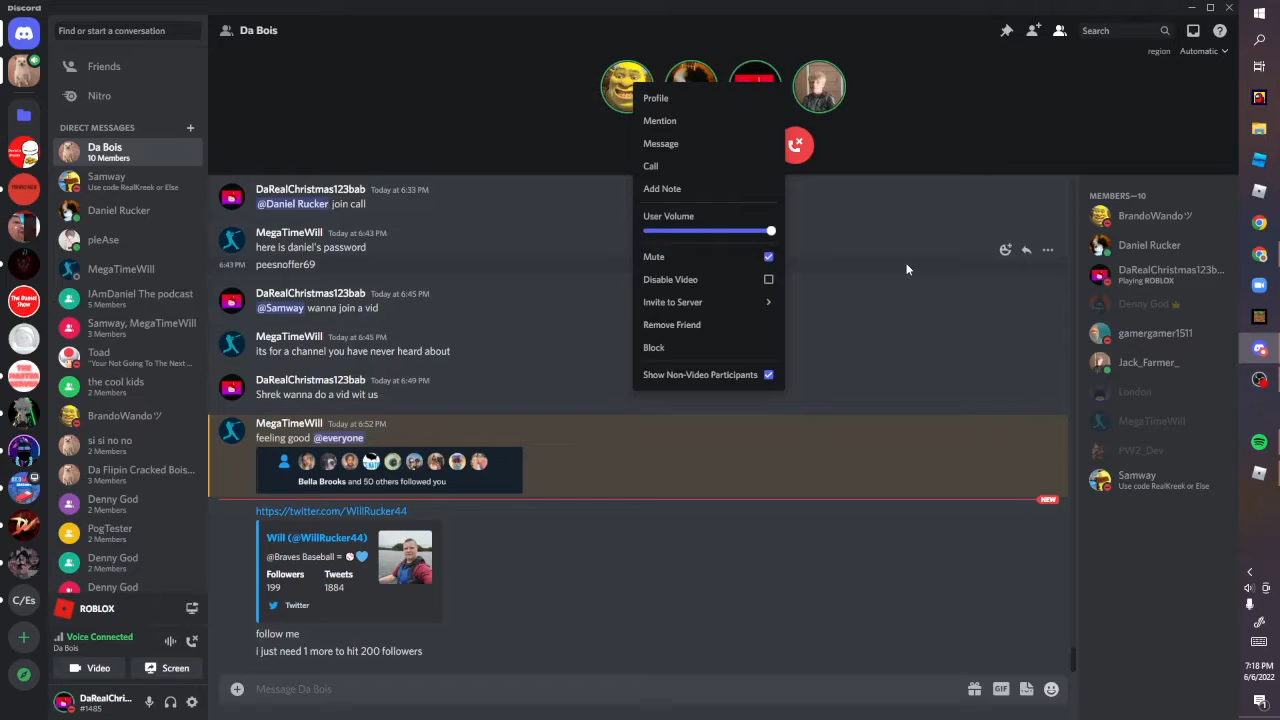 Discord
Find or start a conversation
Friends
Nitro
DIRECT MESSAGES
Da Bois
10 Members
Samway
Use code RealKreek or Else
Daniel Rucker
pleAse
MegaTimeWill
IAmDaniel The podcast
5 Members
Samway, MegaTimeWill
3 Members
Toad
"Your Not Going To The Next ...
the cool kids
2 Members
BrandoWandoツ
si si no no
2 Members
Da Flipin Cracked Bois...
3 Members
Denny God
2 Members
PogTester
2 Members
Denny God
2 Members
Denny God
ROBLOX
Voice Connected
Da Bois
Video
Screen
DaRealChri...
#1485
C/Es
Da Bois
Search
region
Automatic
Profile
Mention
Message
Call
Add Note
User Volume
Mute
Disable Video
Invite to Server
Remove Friend
Block
Show Non-Video Participants
DaRealChristmas123bab Today at 6:33 PM
@Daniel Rucker join call
MegaTimeWill Today at 6:43 PM
here is daniel's password
6:43 PM peesnoffer69
DaRealChristmas123bab Today at 6:45 PM
@Samway wanna join a vid
MegaTimeWill Today at 6:45 PM
its for a channel you have never heard about
DaRealChristmas123bab Today at 6:49 PM
Shrek wanna do a vid wit us
MegaTimeWill Today at 6:52 PM
feeling good @everyone
Bella Brooks and 50 others followed you
NEW
https://twitter.com/WillRucker44
Will (@WillRucker44)
@Braves Baseball = ⚾💙
Followers Tweets
199 1884
Twitter
follow me
i just need 1 more to hit 200 followers
Message Da Bois
GIF
MEMBERS—10
BrandoWandoツ
Daniel Rucker
DaRealChristmas123b...
Playing ROBLOX
Denny God
gamergamer1511
Jack_Farmer_
London
MegaTimeWill
PW2_Davis
Samway
Use code RealKreek or Else
7:18 PM
6/6/2022